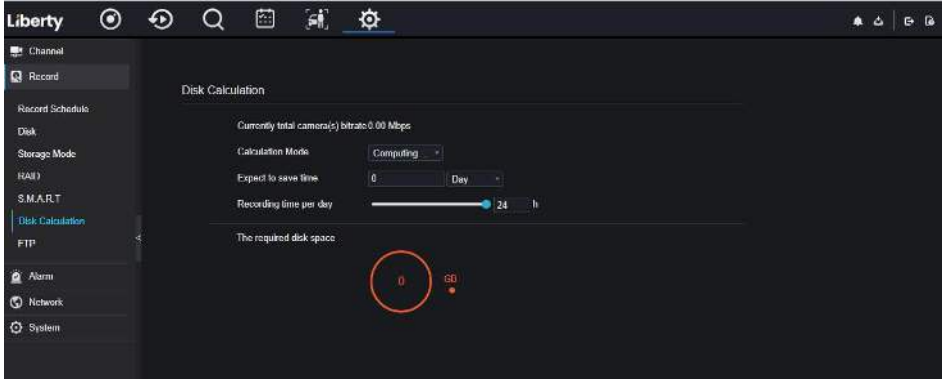 Liberty
Channel
Record
Record Schedule
Disk
Storage Mode
RAID
S.M.A.R.T
Disk Calculation
FTP
Alarm
Network
System
Disk Calculation
Currently total camera(s) bitrate0.00 Mbps
Calculation Mode
Computing ...
Expect to save time
0
Day
Recording time per day
24
h
The required disk space
0
GB